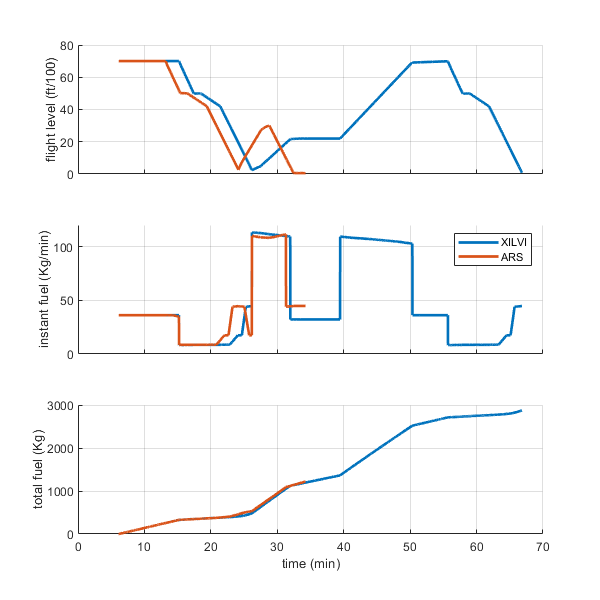 80
60
40
20
0
flight level (ft/100)
100
50
0
instant fuel (Kg/min)
XILVI
ARS
3000
2000
1000
0
total fuel (Kg)
0 10 20 30 40 50 60 70
time (min)